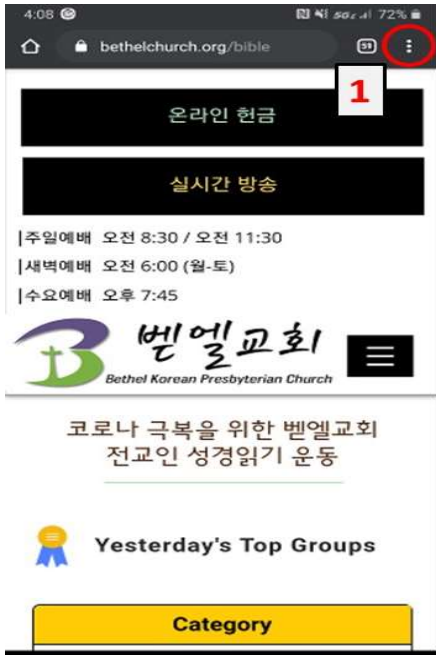 4:08 72%
bethelchurch.org/bible
1
온라인 헌금
실시간 방송
|주일예배 오전 8:30 / 오전 11:30
|새벽예배 오전 6:00 (월-토)
|수요예배 오후 7:45
벧엘교회
Bethel Korean Presbyterian Church
코로나 극복을 위한 벧엘교회
전교인 성경읽기 운동
Yesterday's Top Groups
Category